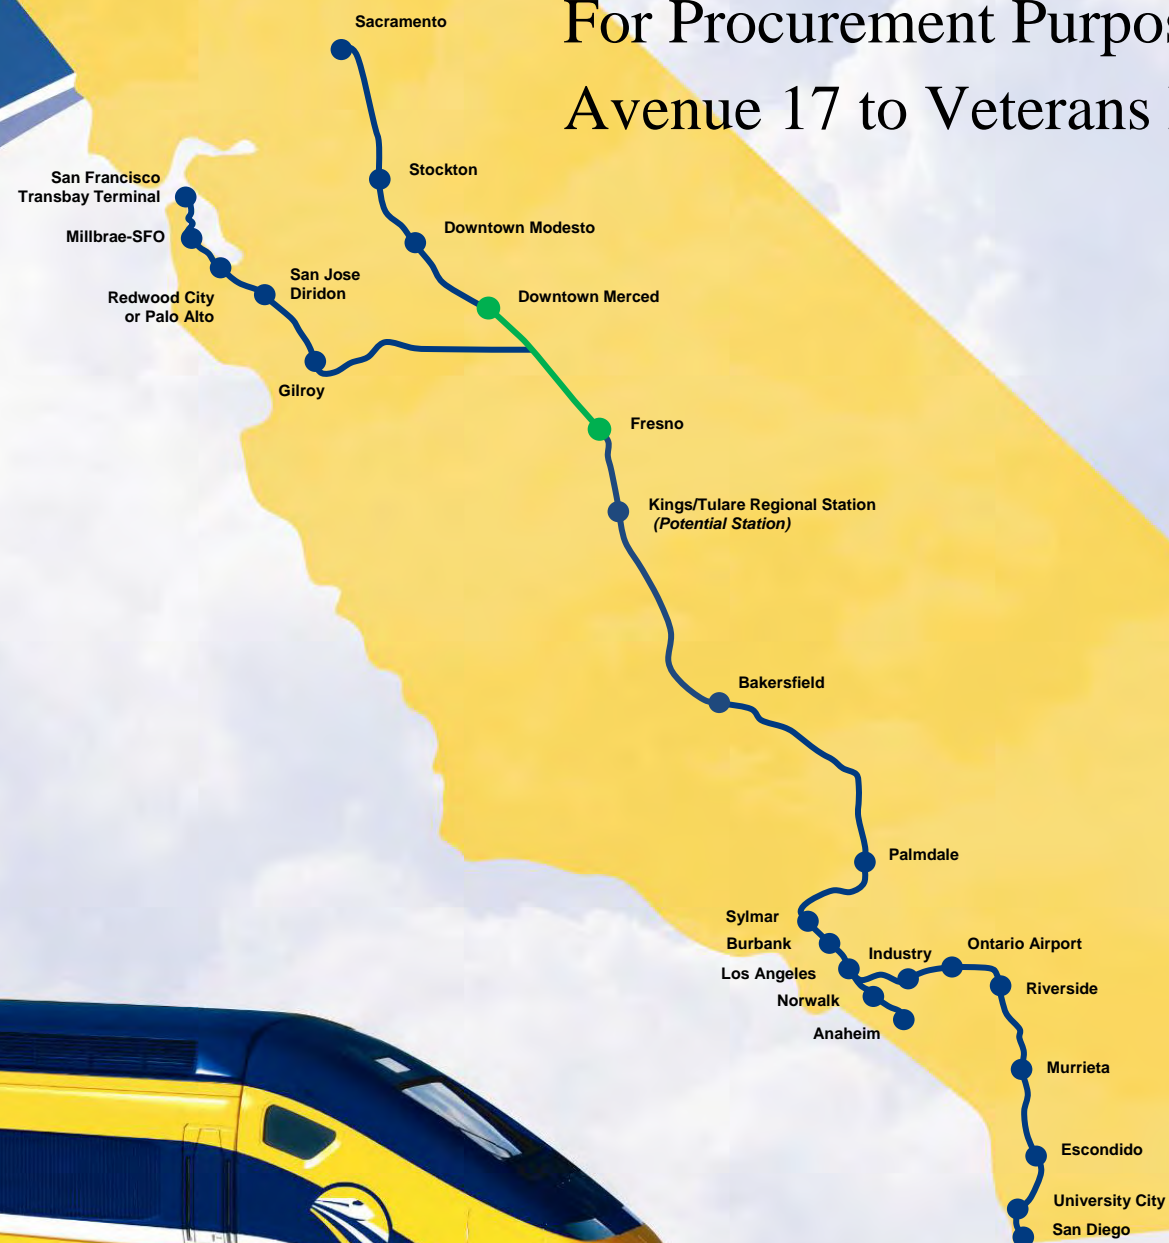 For Procurement
Avenue 17 to Veterans
Sacramento
Stockton
San Francisco
Transbay Terminal
Downtown Modesto
Millbrae-SFO
San Jose
Diridon
Redwood City
or Palo Alto
Downtown Merced
Gilroy
Fresno
Kings/Tulare Regional Station
(Potential Station)
Bakersfield
Palmdale
Sylmar
Burbank
Industry
Ontario Airport
Los Angeles
Riverside
Norwalk
Anaheim
Murrieta
Escondido
University City
San Diego